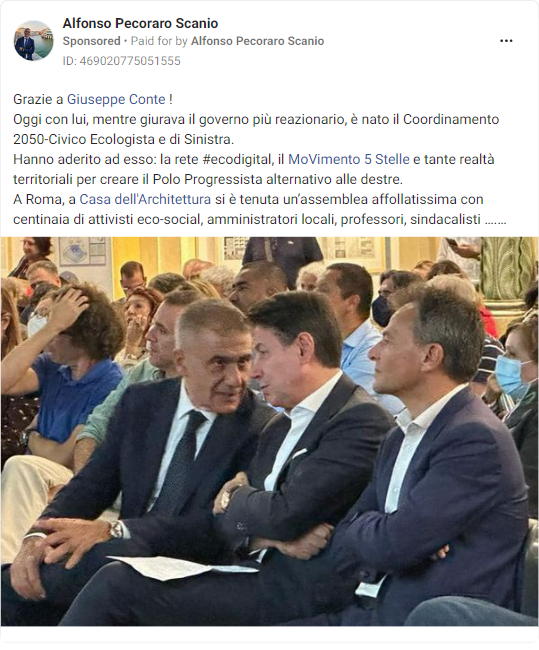 Alfonso Pecoraro Scanio
Sponsored • Paid for by Alfonso Pecoraro Scanio
ID: 469020775051555
Grazie a Giuseppe Conte !
Oggi con lui, mentre giurava il governo più reazionario, è nato il Coordinamento
2050-Civico Ecologista e di Sinistra.
Hanno aderito ad esso: la rete #ecodigital, il MoVimento 5 Stelle e tante realtà
territoriali per creare il Polo Progressista alternativo alle destre.
A Roma, a Casa dell'Architettura si è tenuta un’assemblea affollatissima con
centinaia di attivisti eco-social, amministratori locali, professori, sindacalisti …....